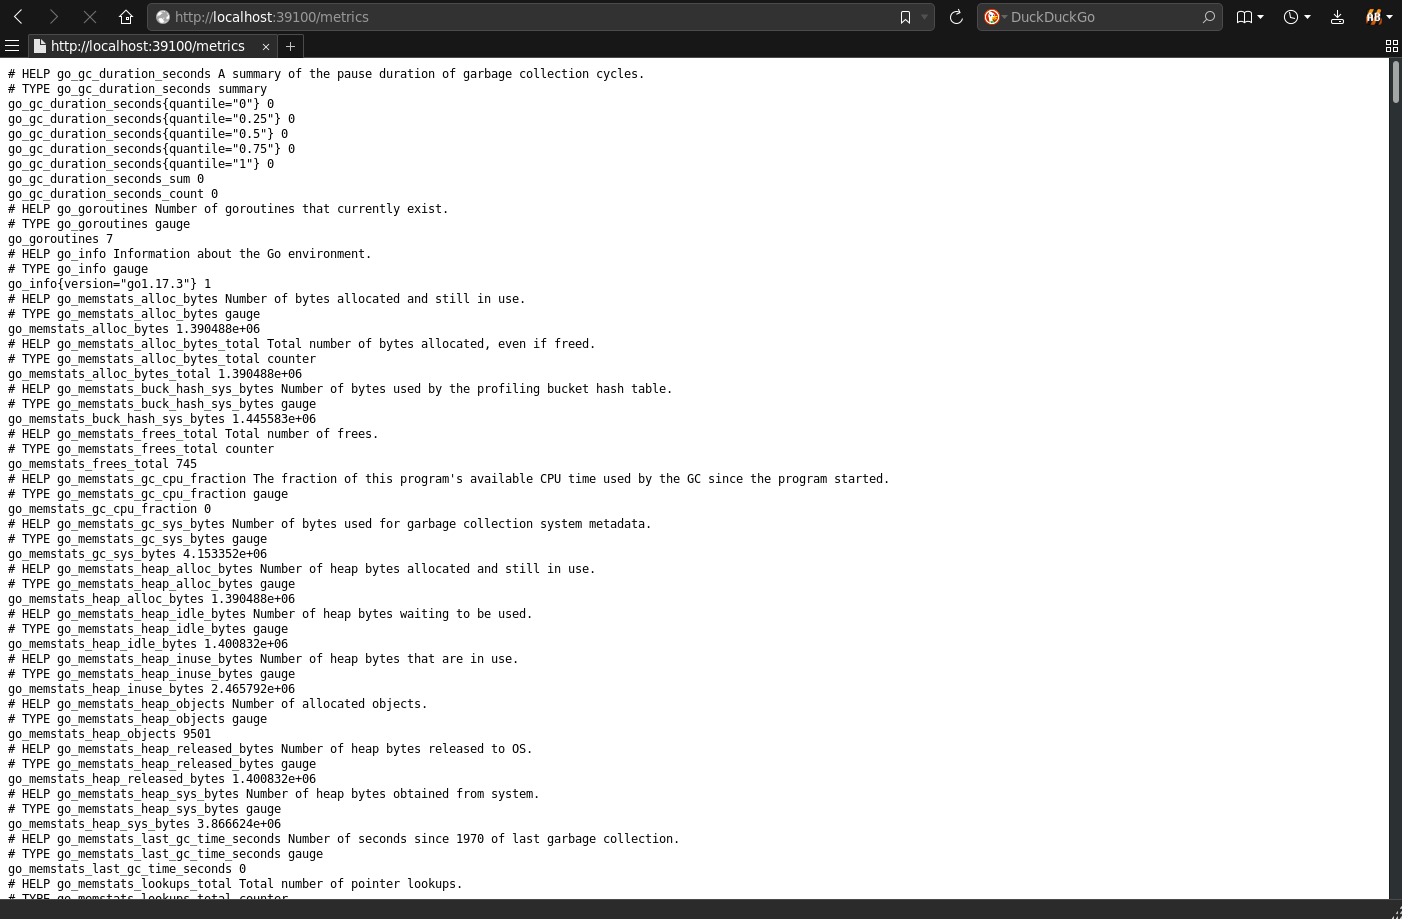 http://localhost:39100/metrics
DuckDuckGo
AB
http://localhost:39100/metrics
# HELP go_gc_duration_seconds A summary of the pause duration of garbage collection cycles.
# TYPE go_gc_duration_seconds summary
go_gc_duration_seconds{quantile="0"} 0
go_gc_duration_seconds{quantile="0.25"} 0
go_gc_duration_seconds{quantile="0.5"} 0
go_gc_duration_seconds{quantile="0.75"} 0
go_gc_duration_seconds{quantile="1"} 0
go_gc_duration_seconds_sum 0
go_gc_duration_seconds_count 0
# HELP go_goroutines Number of goroutines that currently exist.
# TYPE go_goroutines gauge
go_goroutines 7
# HELP go_info Information about the Go environment.
# TYPE go_info gauge
go_info{version="go1.17.3"} 1
# HELP go_memstats_alloc_bytes Number of bytes allocated and still in use.
# TYPE go_memstats_alloc_bytes gauge
go_memstats_alloc_bytes 1.390488e+06
# HELP go_memstats_alloc_bytes_total Total number of bytes allocated, even if freed.
# TYPE go_memstats_alloc_bytes_total counter
go_memstats_alloc_bytes_total 1.390488e+06
# HELP go_memstats_buck_hash_sys_bytes Number of bytes used by the profiling bucket hash table.
# TYPE go_memstats_buck_hash_sys_bytes gauge
go_memstats_buck_hash_sys_bytes 1.445583e+06
# HELP go_memstats_frees_total Total number of frees.
# TYPE go_memstats_frees_total counter
go_memstats_frees_total 745
# HELP go_memstats_gc_cpu_fraction The fraction of this program's available CPU time used by the GC since the program started.
# TYPE go_memstats_gc_cpu_fraction gauge
go_memstats_gc_cpu_fraction 0
# HELP go_memstats_gc_sys_bytes Number of bytes used for garbage collection system metadata.
# TYPE go_memstats_gc_sys_bytes gauge
go_memstats_gc_sys_bytes 4.153352e+06
# HELP go_memstats_heap_alloc_bytes Number of heap bytes allocated and still in use.
# TYPE go_memstats_heap_alloc_bytes gauge
go_memstats_heap_alloc_bytes 1.390488e+06
# HELP go_memstats_heap_idle_bytes Number of heap bytes waiting to be used.
# TYPE go_memstats_heap_idle_bytes gauge
go_memstats_heap_idle_bytes 1.400832e+06
# HELP go_memstats_heap_inuse_bytes Number of heap bytes that are in use.
# TYPE go_memstats_heap_inuse_bytes gauge
go_memstats_heap_inuse_bytes 2.465792e+06
# HELP go_memstats_heap_objects Number of allocated objects.
# TYPE go_memstats_heap_objects gauge
go_memstats_heap_objects 9501
# HELP go_memstats_heap_released_bytes Number of heap bytes released to OS.
# TYPE go_memstats_heap_released_bytes gauge
go_memstats_heap_released_bytes 1.400832e+06
# HELP go_memstats_heap_sys_bytes Number of heap bytes obtained from system.
# TYPE go_memstats_heap_sys_bytes gauge
go_memstats_heap_sys_bytes 3.866624e+06
# HELP go_memstats_last_gc_time_seconds Number of seconds since 1970 of last garbage collection.
# TYPE go_memstats_last_gc_time_seconds gauge
go_memstats_last_gc_time_seconds 0
# HELP go_memstats_lookups_total Total number of pointer lookups.
# TYPE go_memstats_lookups_total counter